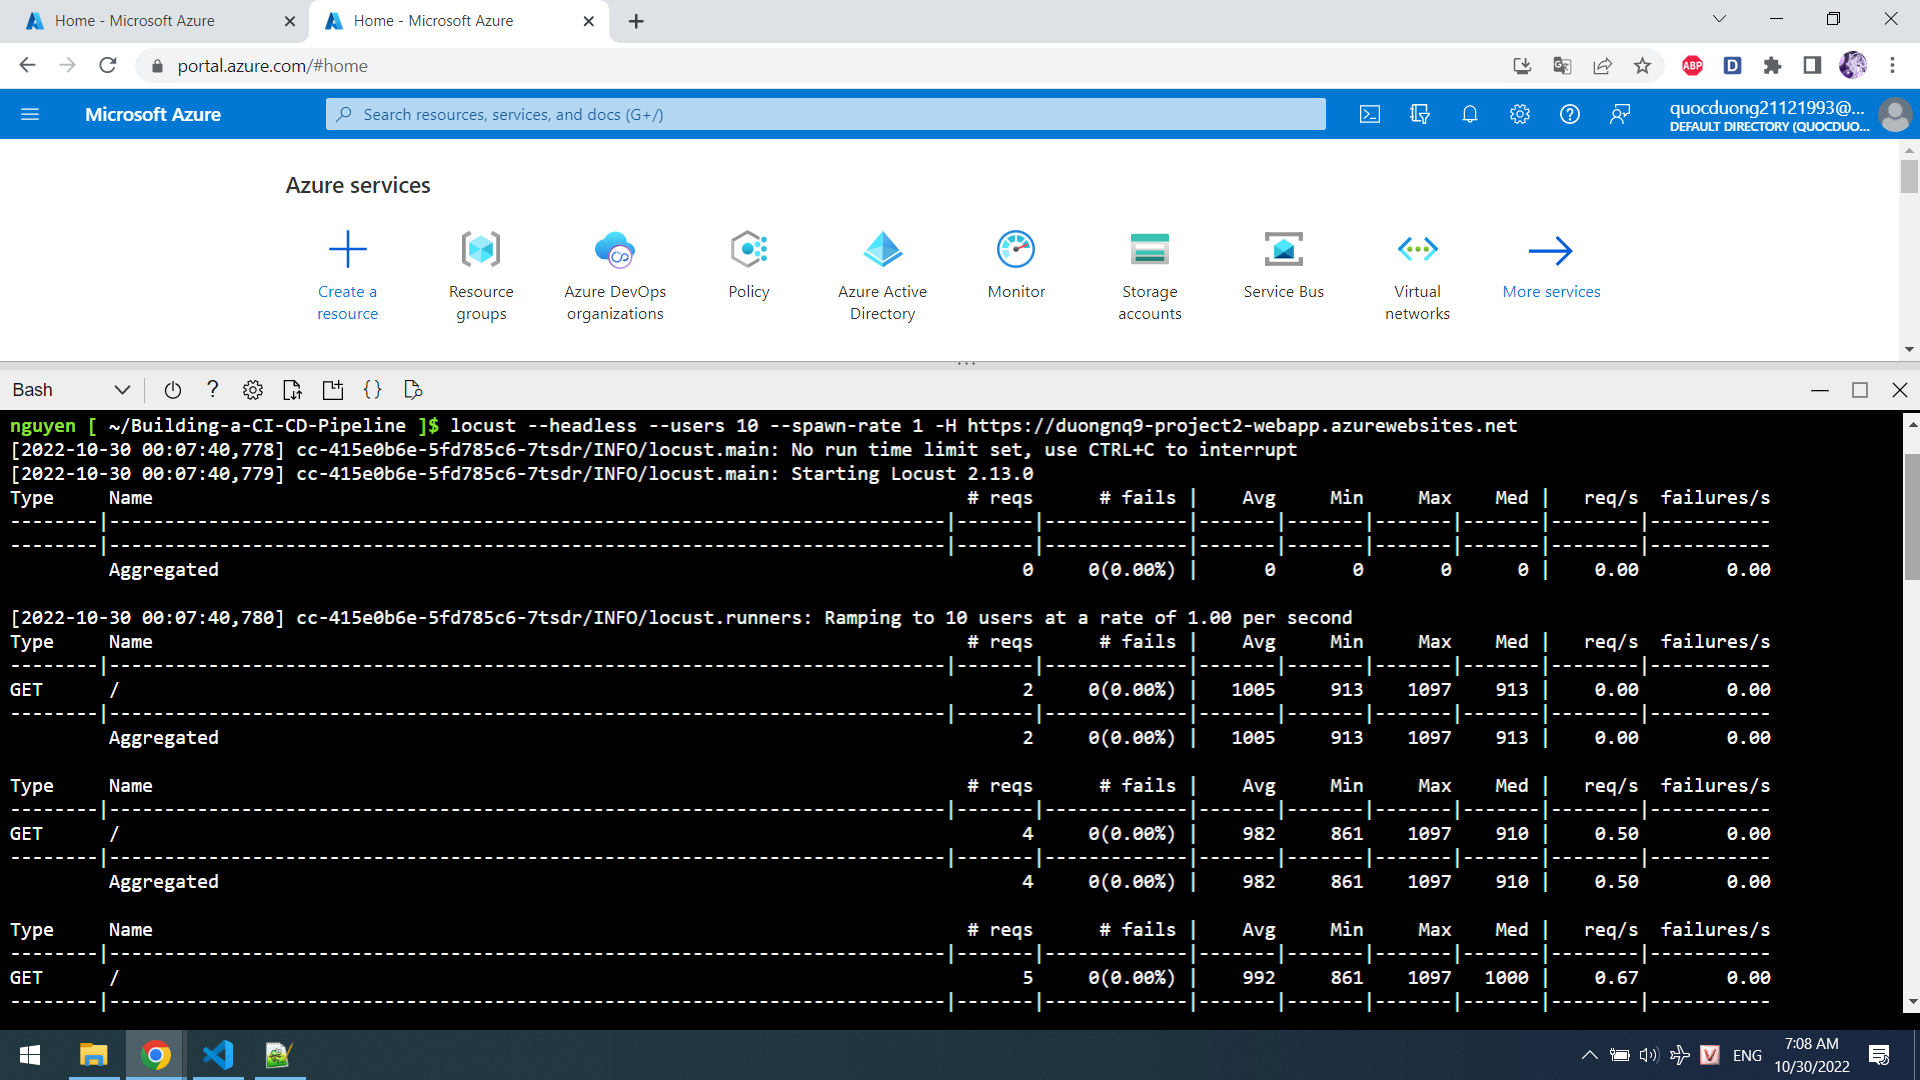 Home - Microsoft Azure
Home - Microsoft Azure
portal.azure.com/#home
ABP
D
Microsoft Azure
Search resources, services, and docs (G+/)
quocduong21121993@...
DEFAULT DIRECTORY (QUOCDUO...
Azure services
Create a resource
Resource groups
Azure DevOps organizations
Policy
Azure Active Directory
Monitor
Storage accounts
Service Bus
Virtual networks
More services
Bash
nguyen [ ~/Building-a-CI-CD-Pipeline ]$ locust --headless --users 10 --spawn-rate 1 -H https://duongnq9-project2-webapp.azurewebsites.net
[2022-10-30 00:07:40,778] cc-415e0b6e-5fd785c6-7tsdr/INFO/locust.main: No run time limit set, use CTRL+C to interrupt
[2022-10-30 00:07:40,779] cc-415e0b6e-5fd785c6-7tsdr/INFO/locust.main: Starting Locust 2.13.0
Type Name # reqs # fails | Avg Min Max Med | req/s failures/s
--------|----------------------------------------------------------------------------|-------|-------------|-------|-------|-------|-------|--------|-----------
--------|----------------------------------------------------------------------------|-------|-------------|-------|-------|-------|-------|--------|-----------
Aggregated 0 0(0.00%) | 0 0 0 0 | 0.00 0.00
[2022-10-30 00:07:40,780] cc-415e0b6e-5fd785c6-7tsdr/INFO/locust.runners: Ramping to 10 users at a rate of 1.00 per second
Type Name # reqs # fails | Avg Min Max Med | req/s failures/s
--------|----------------------------------------------------------------------------|-------|-------------|-------|-------|-------|-------|--------|-----------
GET / 2 0(0.00%) | 1005 913 1097 913 | 0.00 0.00
--------|----------------------------------------------------------------------------|-------|-------------|-------|-------|-------|-------|--------|-----------
Aggregated 2 0(0.00%) | 1005 913 1097 913 | 0.00 0.00
Type Name # reqs # fails | Avg Min Max Med | req/s failures/s
--------|----------------------------------------------------------------------------|-------|-------------|-------|-------|-------|-------|--------|-----------
GET / 4 0(0.00%) | 982 861 1097 910 | 0.50 0.00
--------|----------------------------------------------------------------------------|-------|-------------|-------|-------|-------|-------|--------|-----------
Aggregated 4 0(0.00%) | 982 861 1097 910 | 0.50 0.00
Type Name # reqs # fails | Avg Min Max Med | req/s failures/s
--------|----------------------------------------------------------------------------|-------|-------------|-------|-------|-------|-------|--------|-----------
GET / 5 0(0.00%) | 992 861 1097 1000 | 0.67 0.00
--------|----------------------------------------------------------------------------|-------|-------------|-------|-------|-------|-------|--------|-----------
V
ENG
7:08 AM
10/30/2022